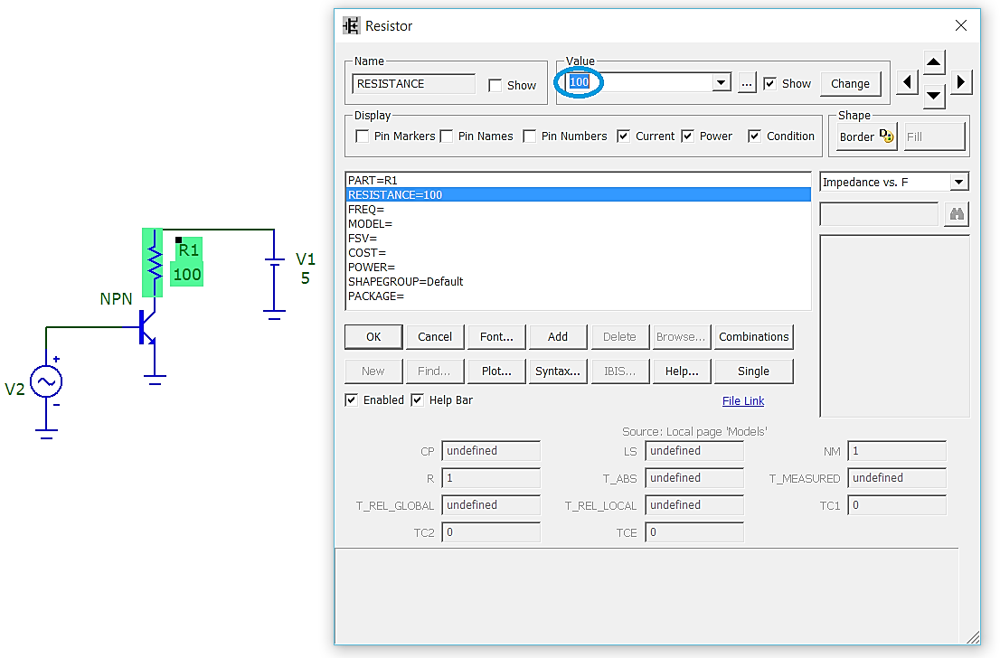 Resistor
Name
RESISTANCE
Show
Value
100
...
Show
Change
Display
Pin Markers
Pin Names
Pin Numbers
Current
Power
Condition
Shape
Border
Fill
PART=R1
RESISTANCE=100
FREQ=
MODEL=
FSV=
COST=
POWER=
SHAPEGROUP=Default
PACKAGE=
Impedance vs. F
OK
Cancel
Font...
Add
Delete
Browse...
Combinations
New
Find...
Plot...
Syntax...
IBIS...
Help...
Single
Enabled
Help Bar
File Link
Source: Local page 'Models'
CP undefined
LS undefined
NM 1
R 1
T_ABS undefined
T_MEASURED undefined
T_REL_GLOBAL undefined
T_REL_LOCAL undefined
TC1 0
TC2 0
TCE 0
R1
100
V1
5
NPN
V2
+
-